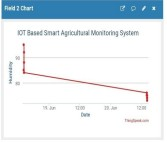 Field 2 Chart
IOT Based Smart Agricultural Monitoring System
Humidity
19. Jun
12:00
20. Jun
12:00
Date
ThingSpeak.com